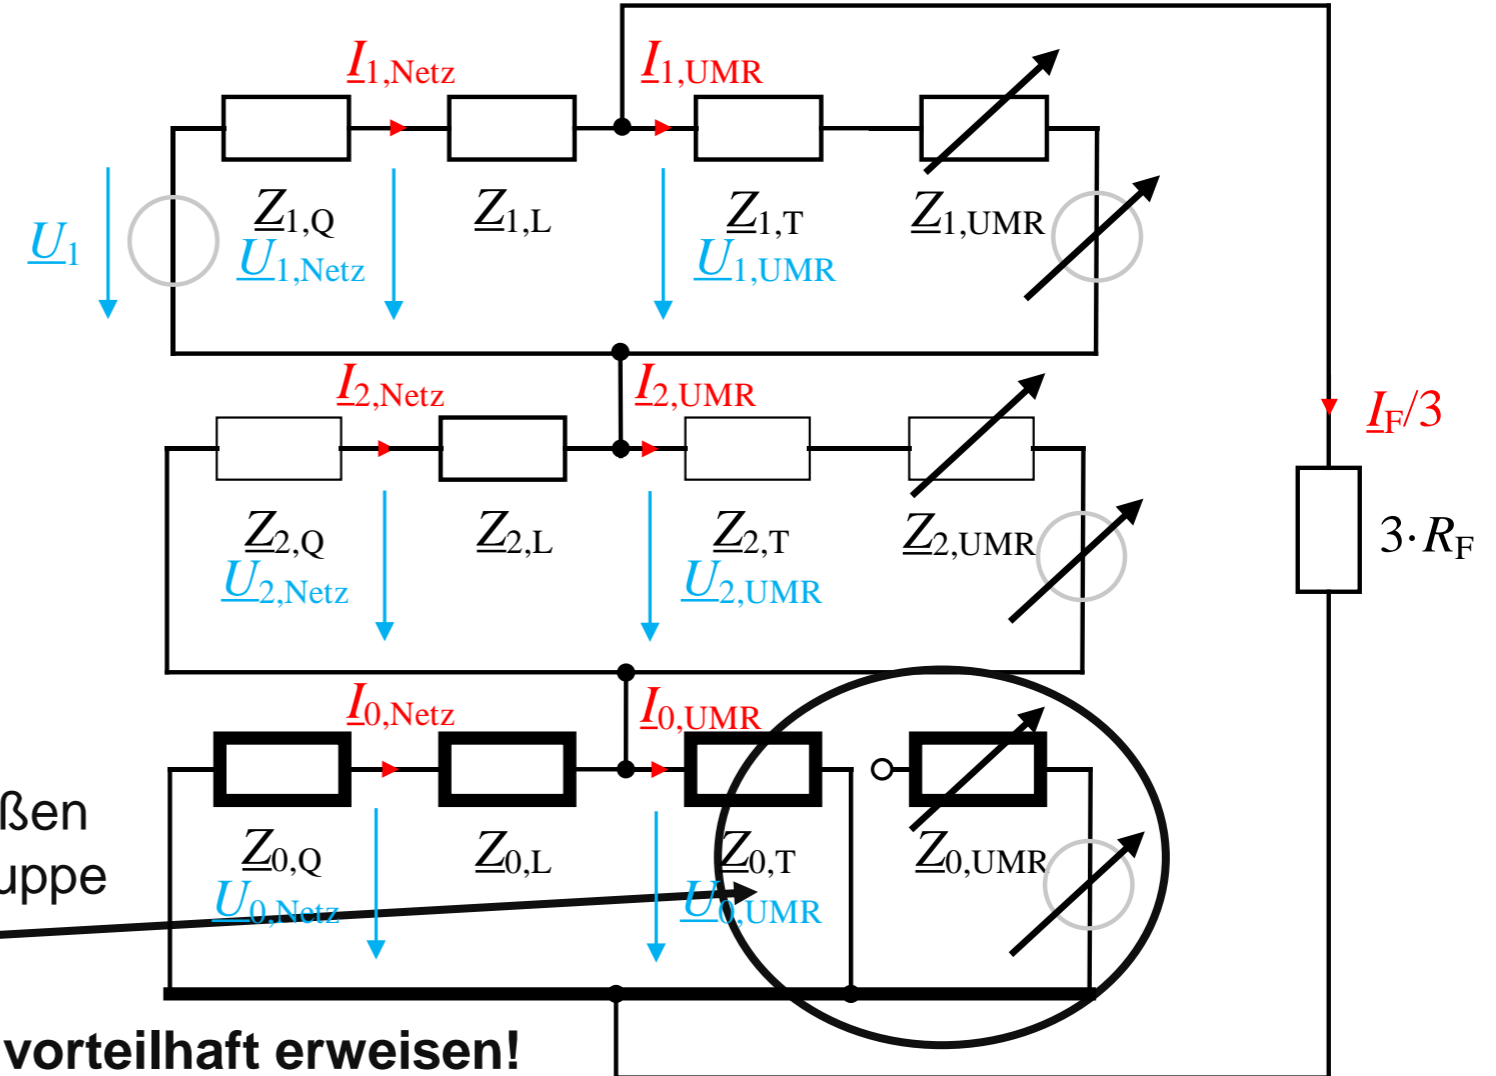 I1,Netz I1,UMR
Z1,Q Z1,L Z1,T Z1,UMR
U1 U1,Netz U1,UMR
I2,Netz I2,UMR
IF/3
Z2,Q Z2,L Z2,T Z2,UMR
3·RF
U2,Netz U2,UMR
I0,Netz I0,UMR
ßen
Z0,Q Z0,L Z0,T Z0,UMR
uppe
U0,Netz U0,UMR
vorteilhaft erweisen!